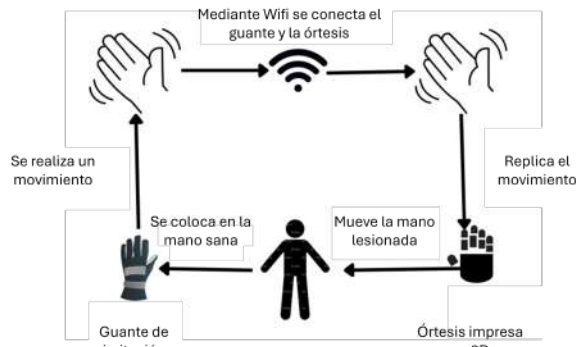 Mediante Wifi se conecta el
guante y la órtesis
Se realiza un
movimiento
Replica el
movimiento
Se coloca en la
mano sana
Mueve la mano
lesionada
Guante de
Órtesis impresa